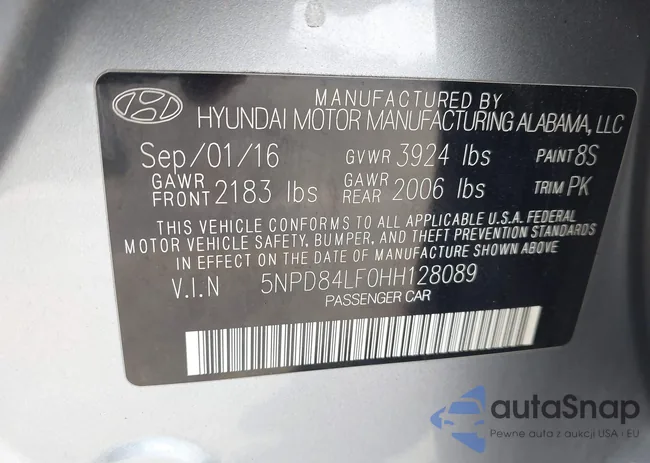 MANUFACTURED BY
HYUNDAI MOTOR MANUFACTURING ALABAMA, LLC
Sep/01/16 GVWR 3924 lbs PAINT 8S
GAWR FRONT 2183 lbs GAWR REAR 2006 lbs TRIM PK
THIS VEHICLE CONFORMS TO ALL APPLICABLE U.S.A. FEDERAL
MOTOR VEHICLE SAFETY, BUMPER, AND THEFT PREVENTION STANDARDS
IN EFFECT ON THE DATE OF MANUFACTURE SHOWN ABOVE.
V.I.N 5NPD84LF0HH128089
PASSENGER CAR
autoSnap
Pewne auta z aukcji USA i EU